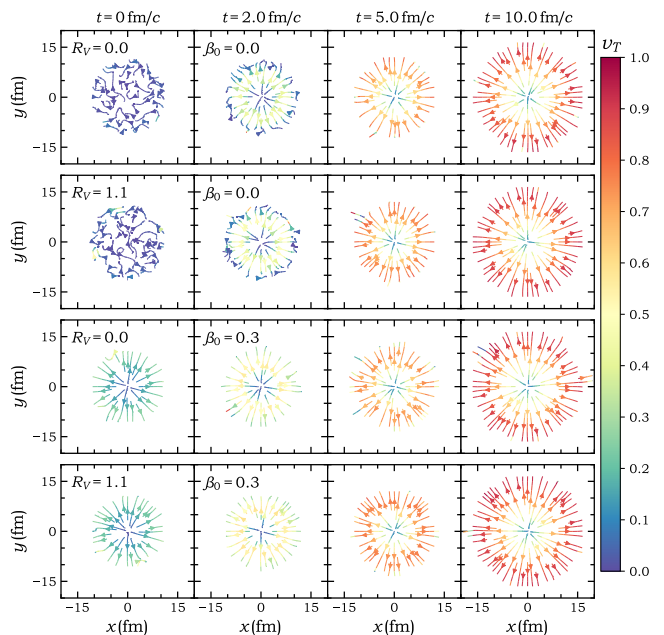 t = 0 fm/c t = 2.0 fm/c t = 5.0 fm/c t = 10.0 fm/c
v_T
R_V = 0.0 β_0 = 0.0
15
0
−15
y (fm)
R_V = 1.1 β_0 = 0.0
15
0
−15
y (fm)
R_V = 0.0 β_0 = 0.3
15
0
−15
y (fm)
R_V = 1.1 β_0 = 0.3
15
0
−15
y (fm)
−15 0 15 −15 0 15 −15 0 15 −15 0 15
x (fm) x (fm) x (fm) x (fm)
1.0
0.9
0.8
0.7
0.6
0.5
0.4
0.3
0.2
0.1
0.0